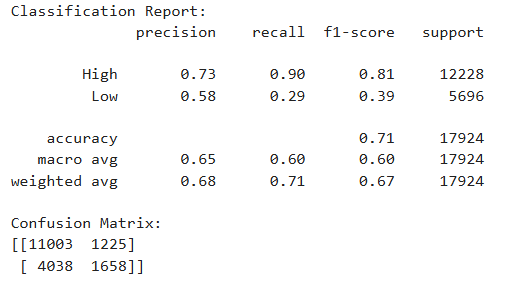 Classification Report:
precision recall f1-score support
High 0.73 0.90 0.81 12228
Low 0.58 0.29 0.39 5696
accuracy 0.71 17924
macro avg 0.65 0.60 0.60 17924
weighted avg 0.68 0.71 0.67 17924
Confusion Matrix:
[[11003 1225]
[ 4038 1658]]